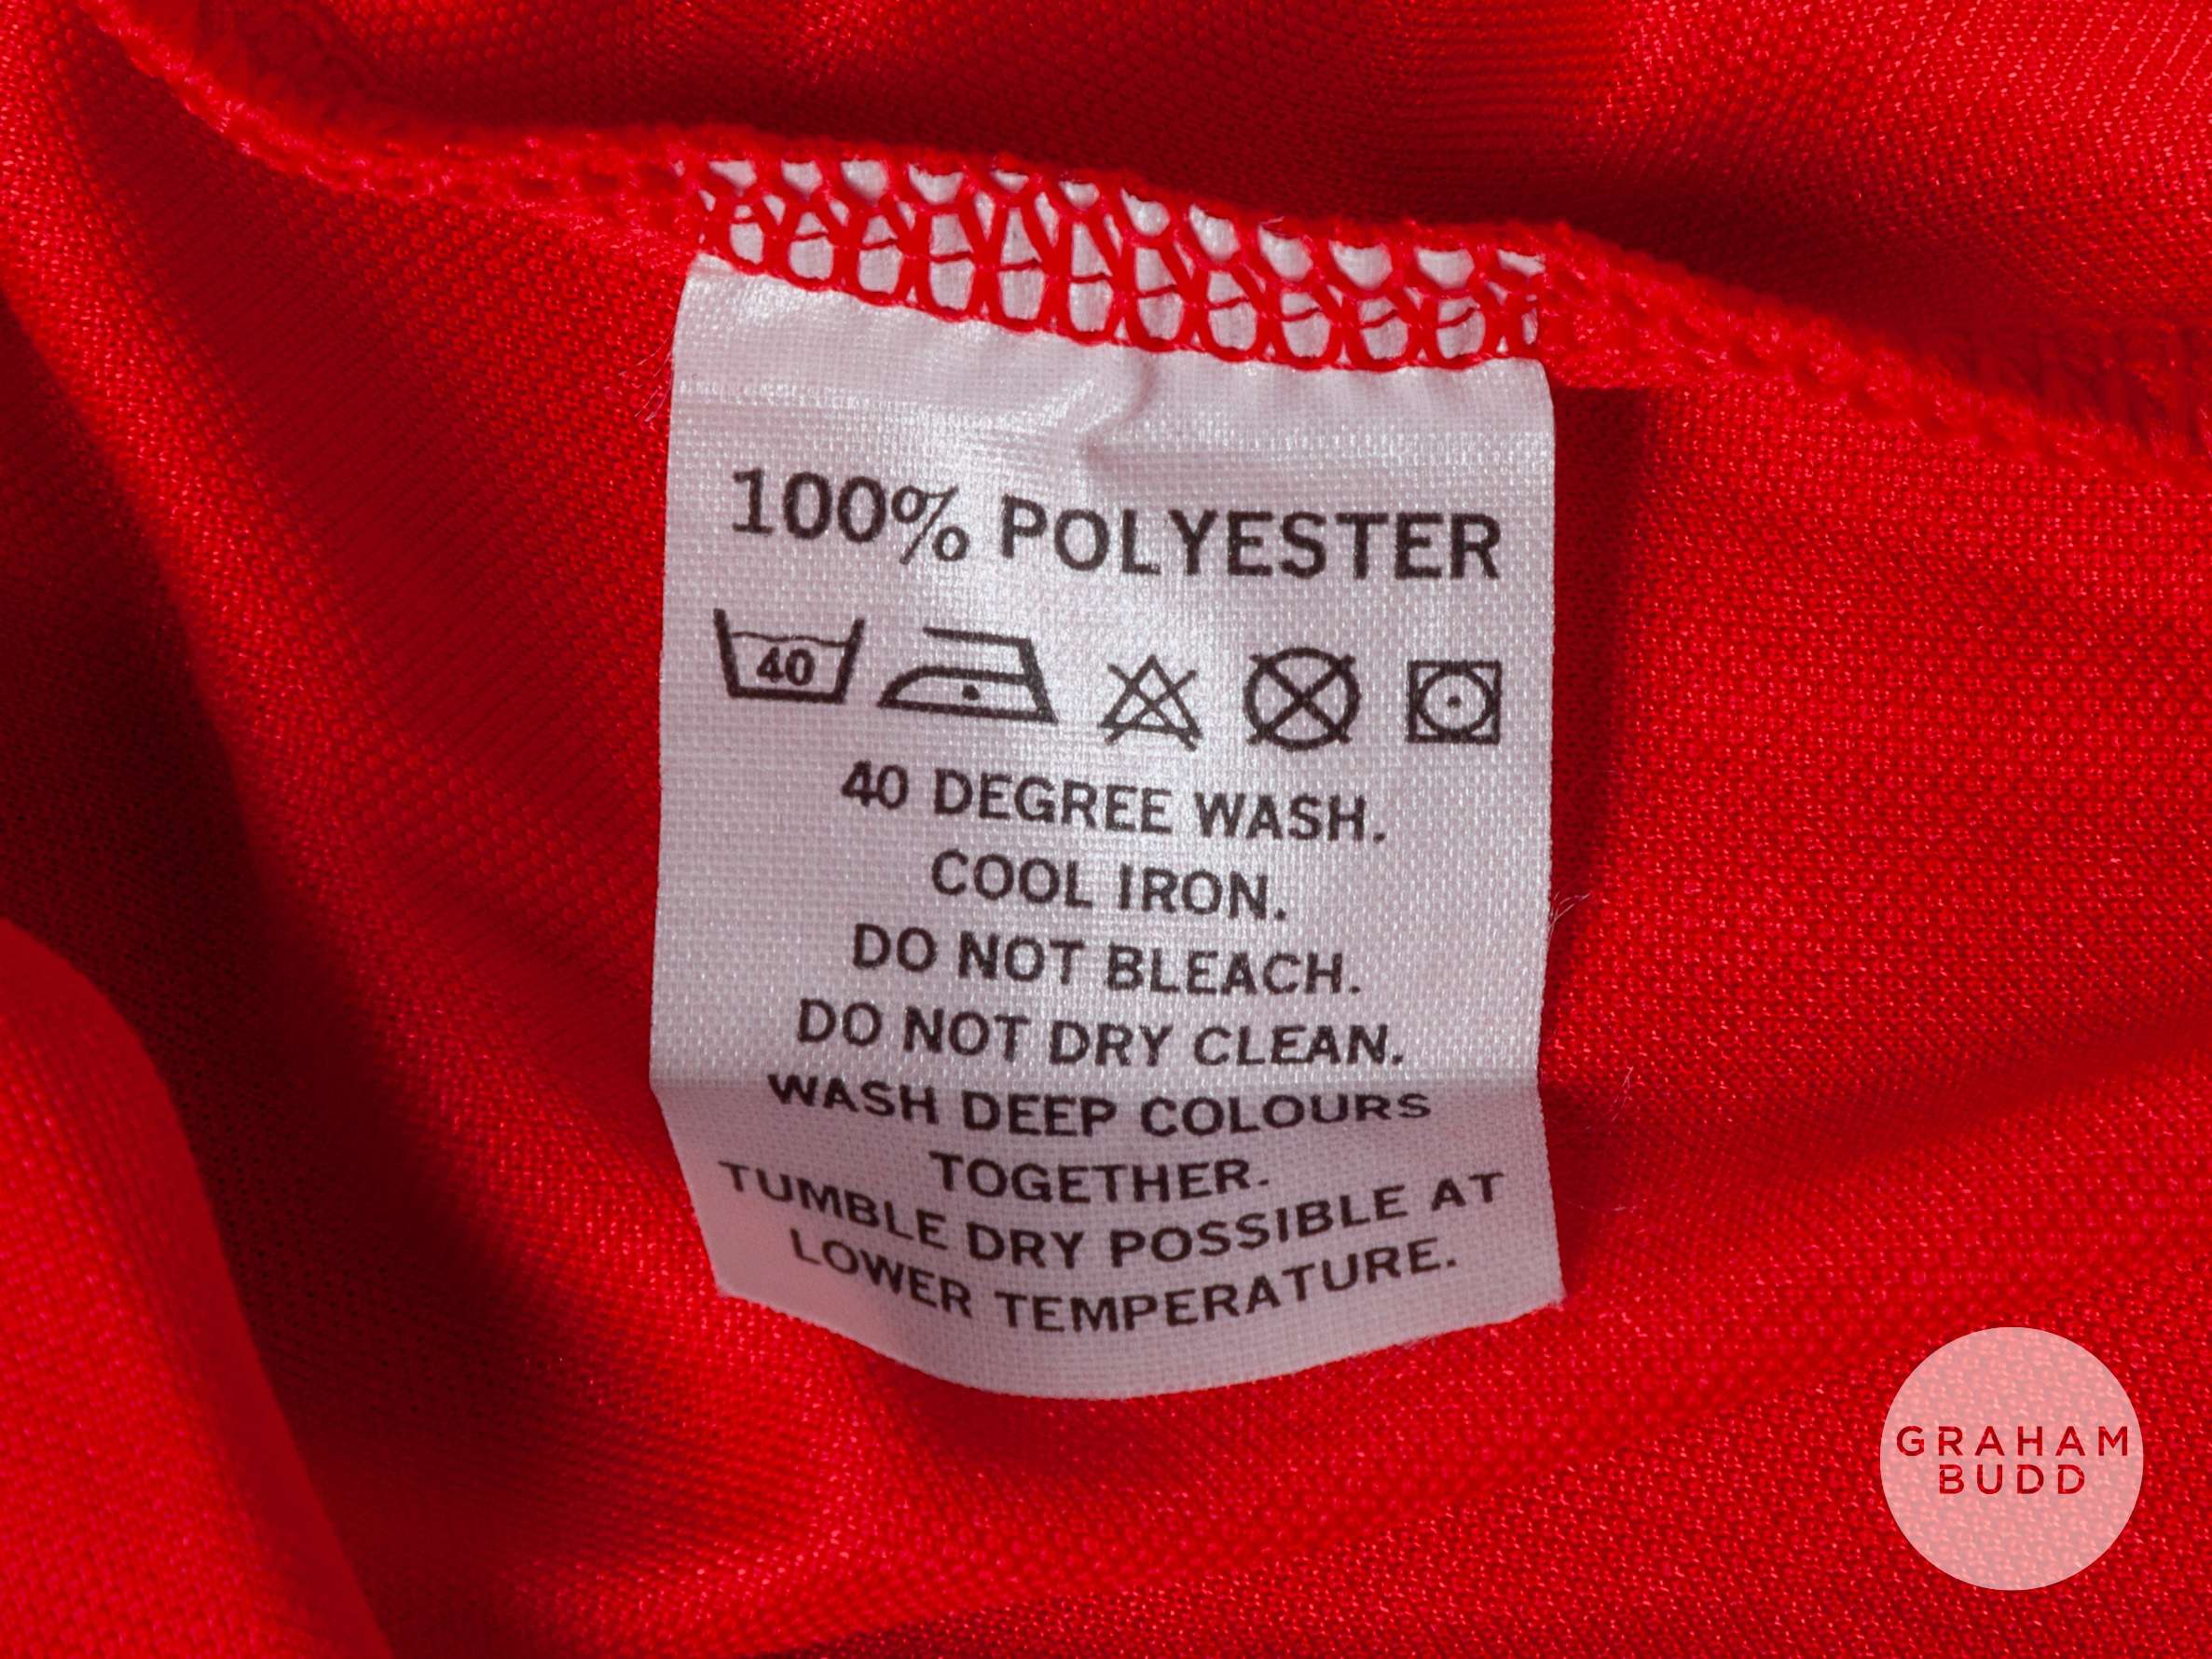 100% POLYESTER
40
40 DEGREE WASH.
COOL IRON.
DO NOT BLEACH.
DO NOT DRY CLEAN.
WASH DEEP COLOURS
TOGETHER.
TUMBLE DRY POSSIBLE AT
LOWER TEMPERATURE.
GRAHAM
BUDD